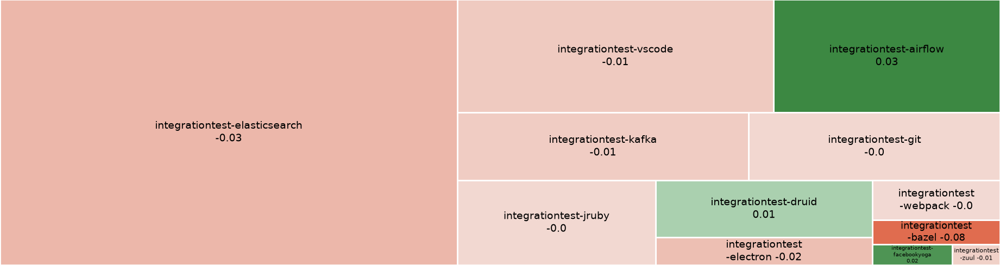 integrationtest-elasticsearch
-0.03
integrationtest-vscode
-0.01
integrationtest-airflow
0.03
integrationtest-kafka
-0.01
integrationtest-git
-0.0
integrationtest-jruby
-0.0
integrationtest-druid
0.01
integrationtest
-electron -0.02
integrationtest
-webpack -0.0
integrationtest
-bazel -0.08
integrationtest-
facebookyoga
0.02
integrationtest
-zuul -0.01